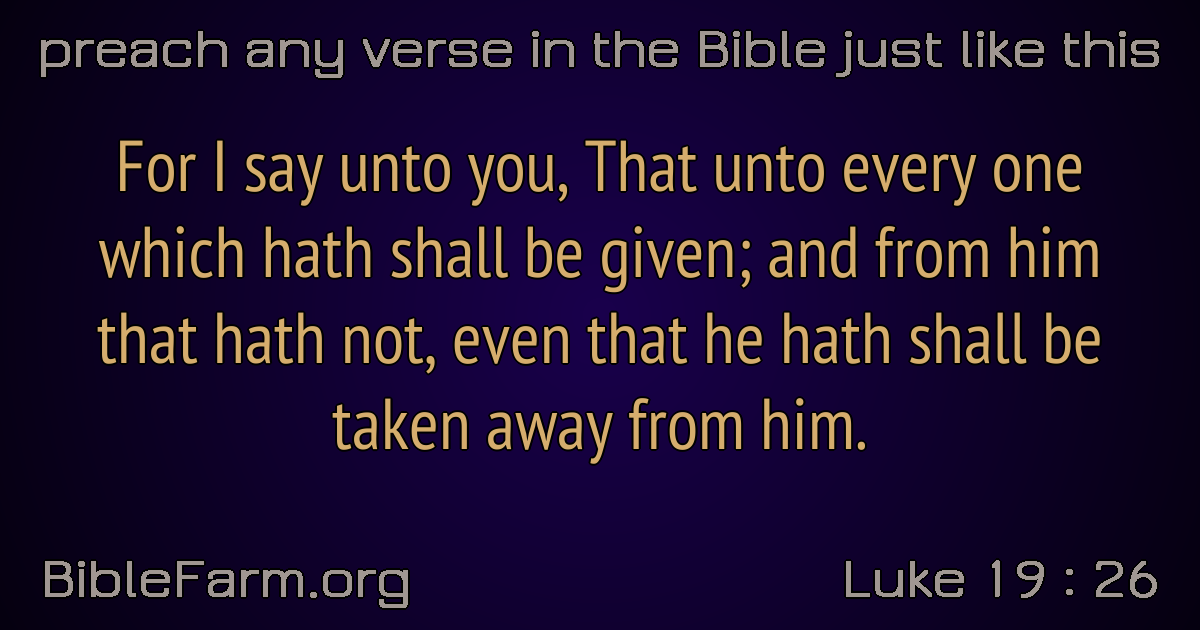 preach any verse in the Bible just like this
For I say unto you, That unto every one
which hath shall be given; and from him
that hath not, even that he hath shall be
taken away from him.
BibleFarm.org
Luke 19 : 26